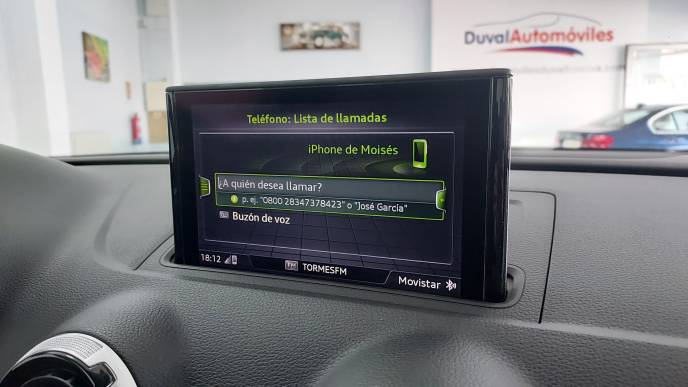 DuvalAutomóviles
Teléfono: Lista de llamadas
iPhone de Moisés
¿A quién desea llamar?
p. ej. "0800 28347378423" o "José García"
Buzón de voz
18:12
FM TORMESFM
Movistar